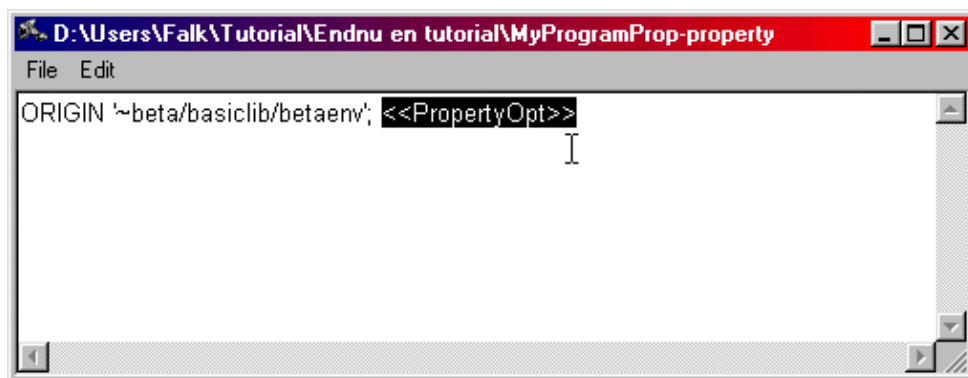 D:\Users\Falk\Tutorial\Endnu en tutorial\MyProgramProp-property
File Edit
ORIGIN '~beta/basiclib/betaenv'; <<PropertyOpt>>